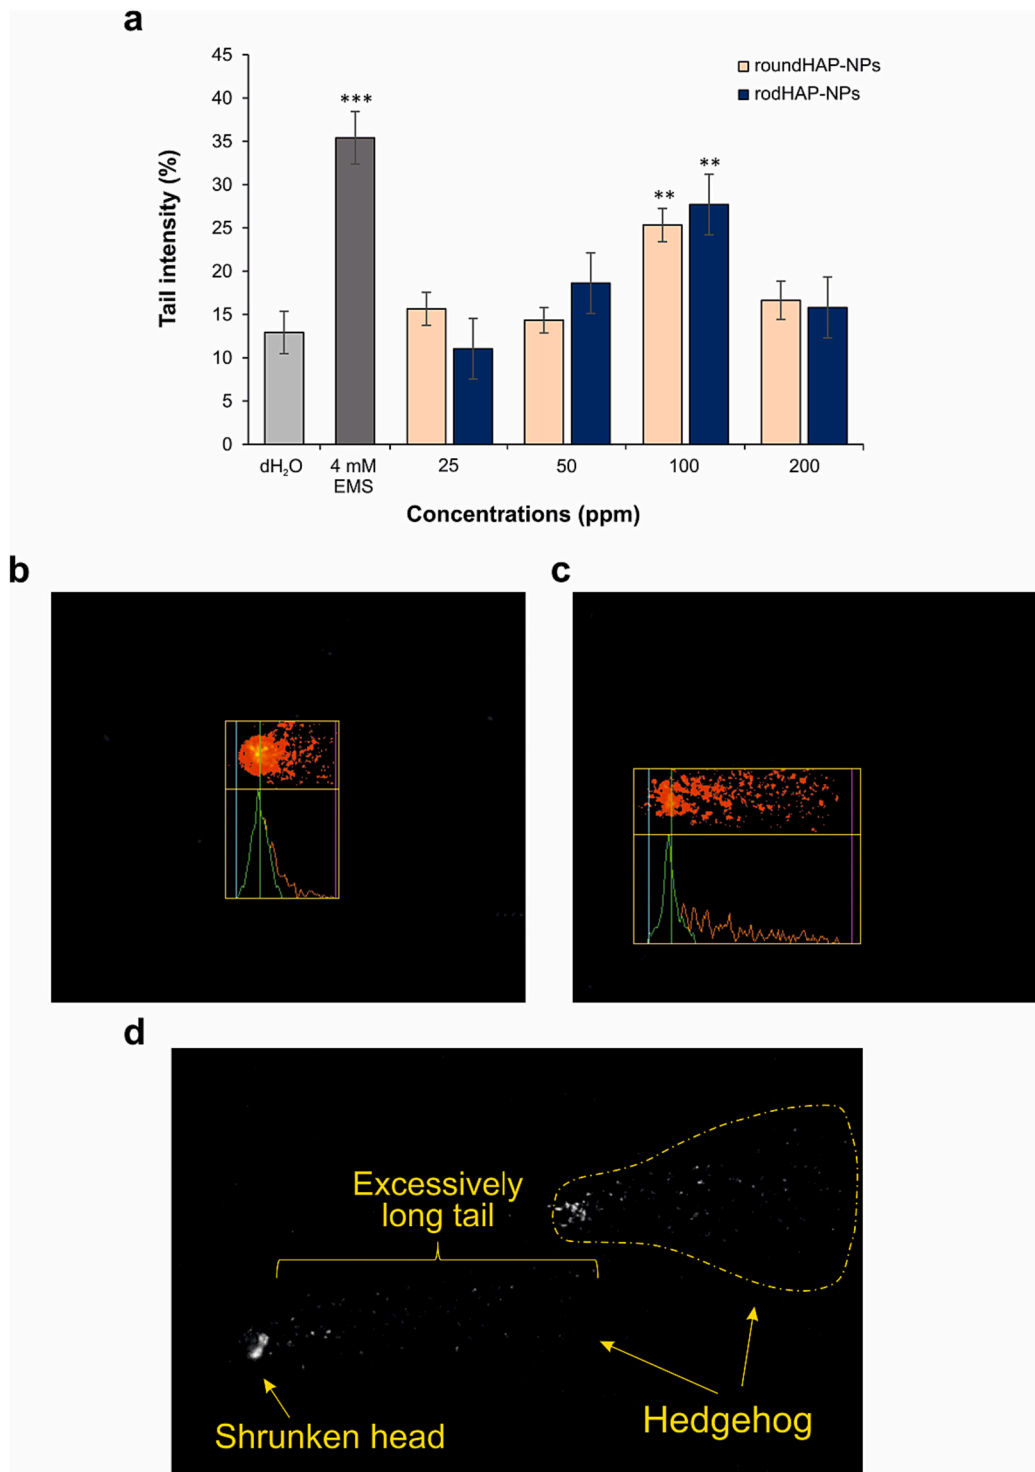 a
45
40
35
30
25
20
15
10
5
0
Tail intensity (%)
***
**
**
roundHAP-NPs
rodHAP-NPs
dH₂O
4 mM
EMS
25
50
100
200
Concentrations (ppm)
b
c
d
Excessively
long tail
Shrunken head
Hedgehog